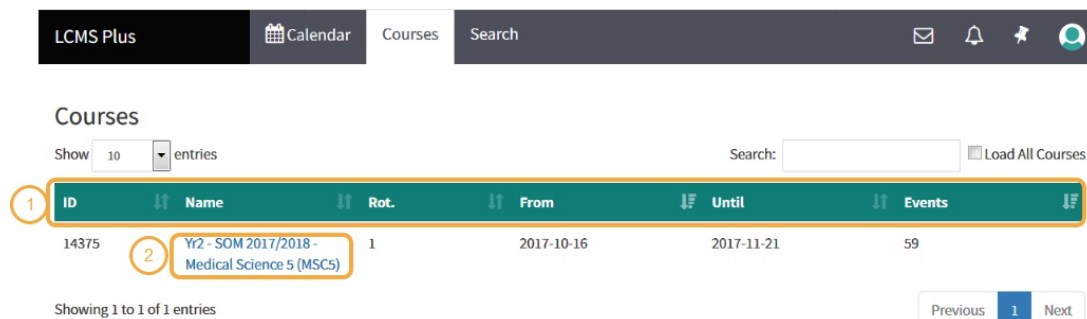 LCMS Plus Calendar Courses Search
Courses
Show 10 entries Search: Load All Courses
1 ID Name Rot. From Until Events
14375 2 Yr2 - SOM 2017/2018 - 1 2017-10-16 2017-11-21 59
Medical Science 5 (MSC5)
Showing 1 to 1 of 1 entries Previous 1 Next